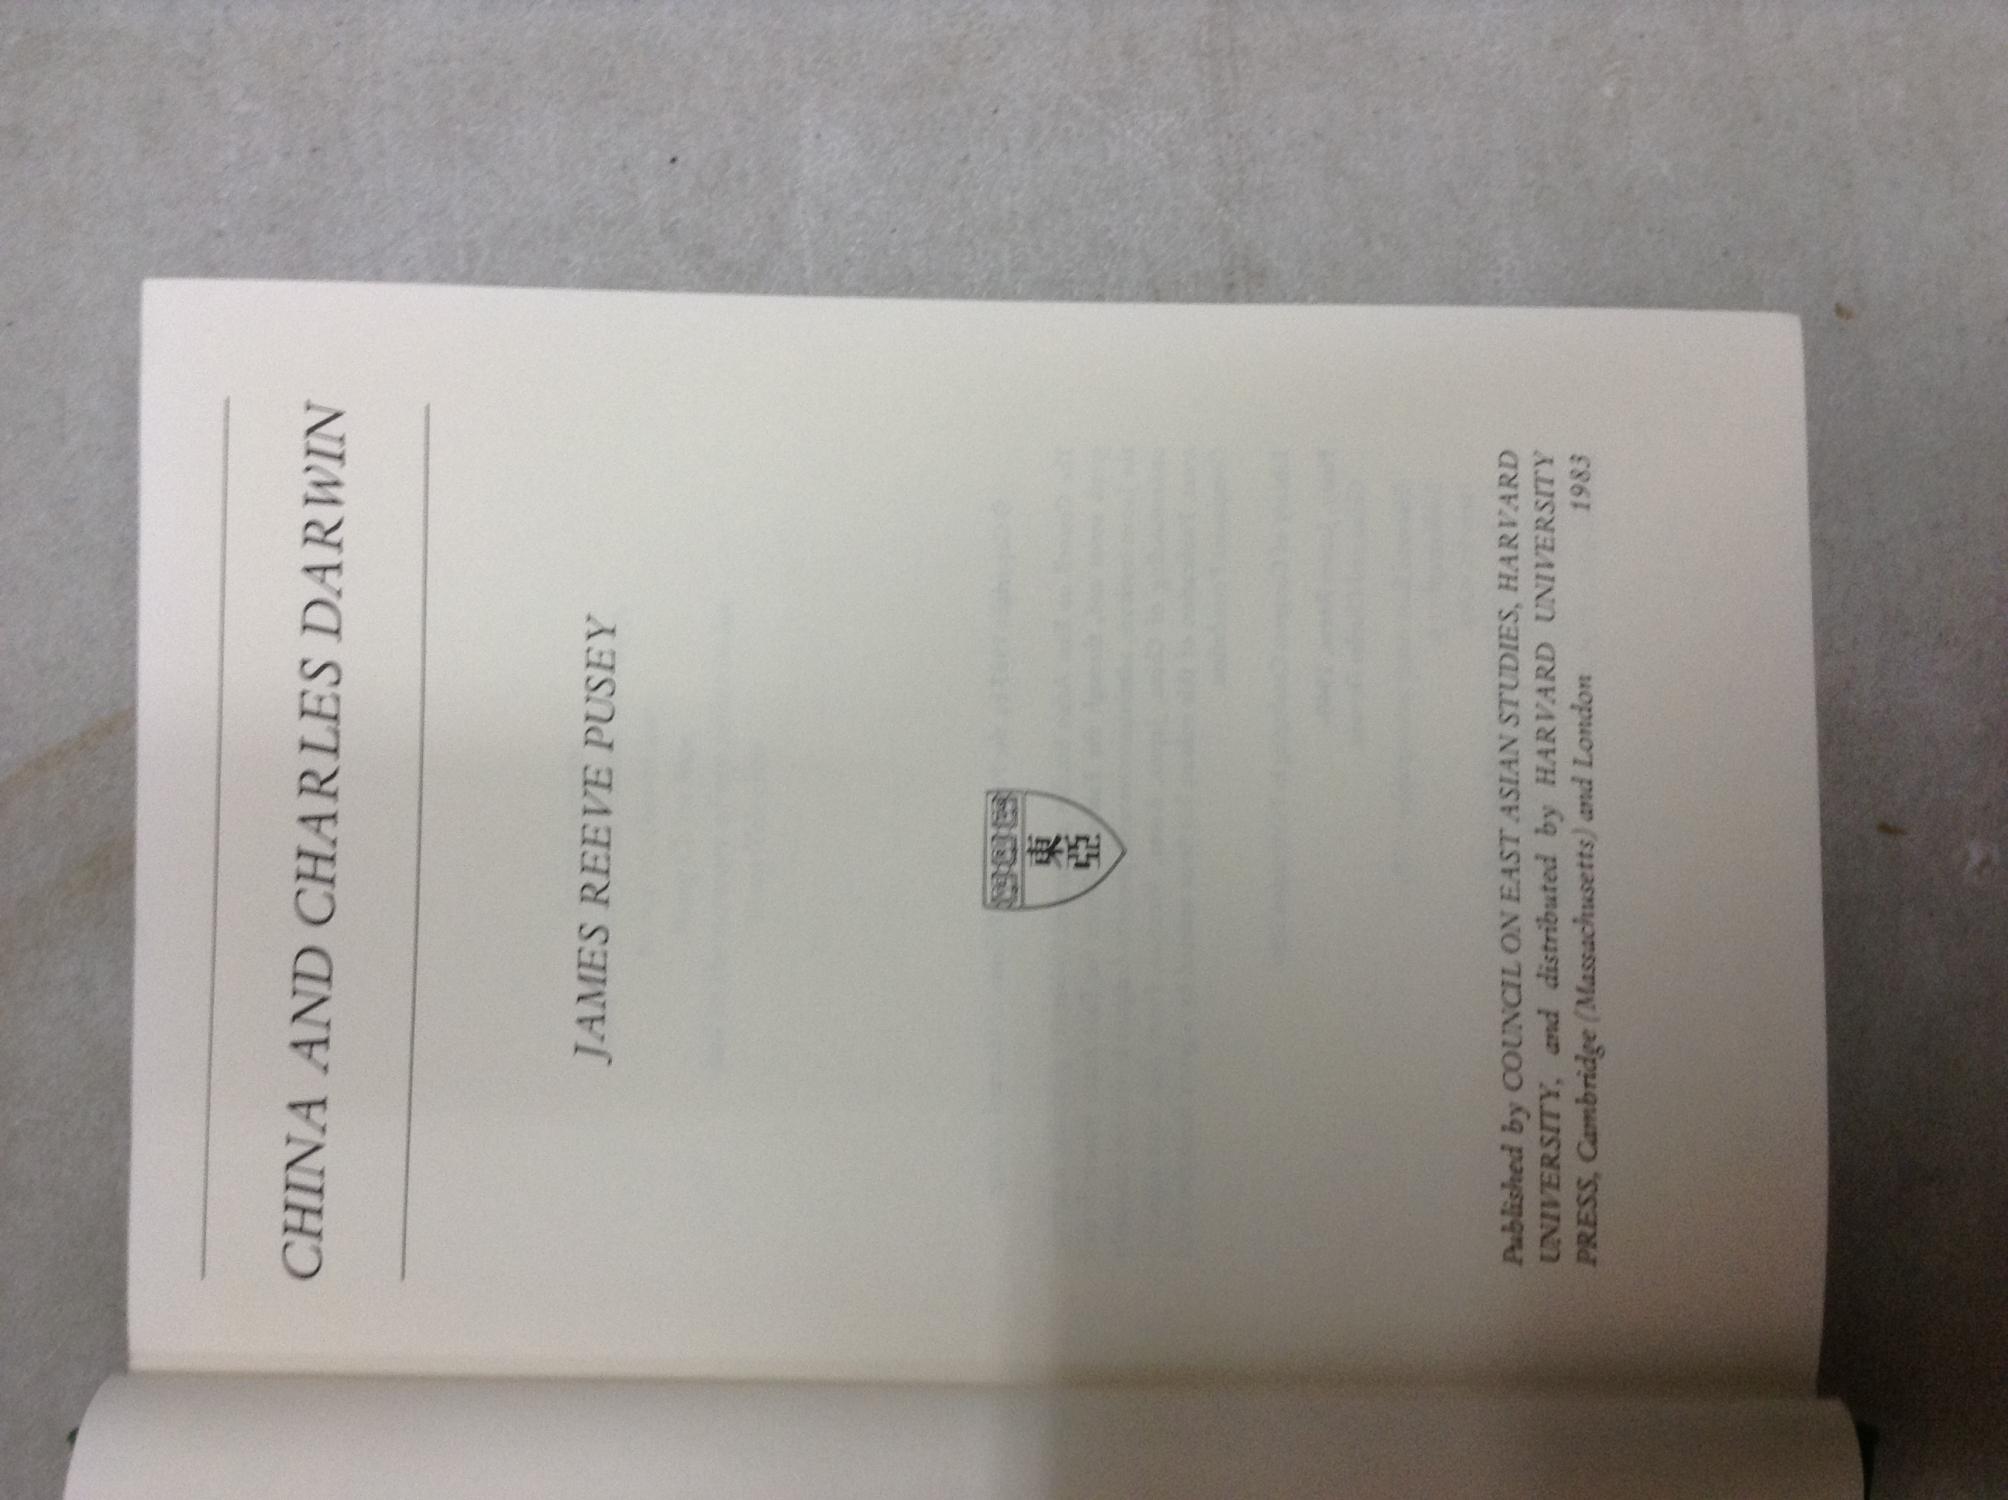 CHINA AND CHARLES DARWIN
JAMES REEVE PUSEY
東
亞
Published by COUNCIL ON EAST ASIAN STUDIES, HARVARD
UNIVERSITY, and distributed by HARVARD UNIVERSITY
PRESS, Cambridge (Massachusetts) and London 1983